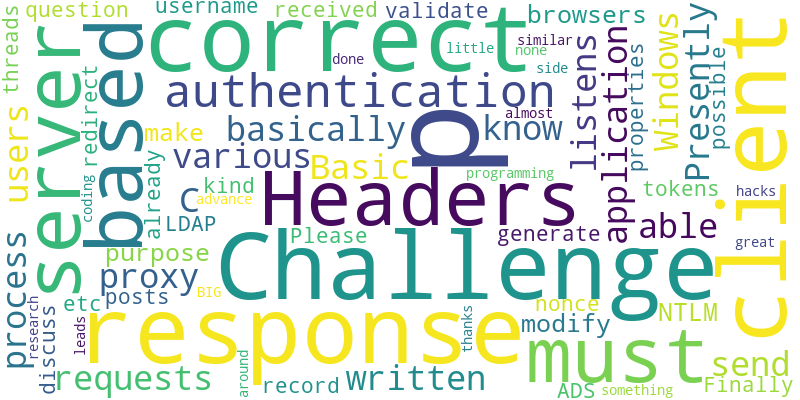 question
username
received
validate
browsers
threads
server
based
correct
similar
none
done
little
side
listens
application
properties
Windows
Presently
possible
client
users
redirect
coding
make
authentication
almost
basically
p
know
various
Basic
programming
already
C
kind
advance
LDAP
Headers
tokens
hacks
Please
generate
able
great
process
research
discuss
purpose
proxy
posts
etc
leads
BIG
Challenge
nonce
modify
NTLM
thanks
response
must
send
requests
around
record
written
ADS
something
Finally